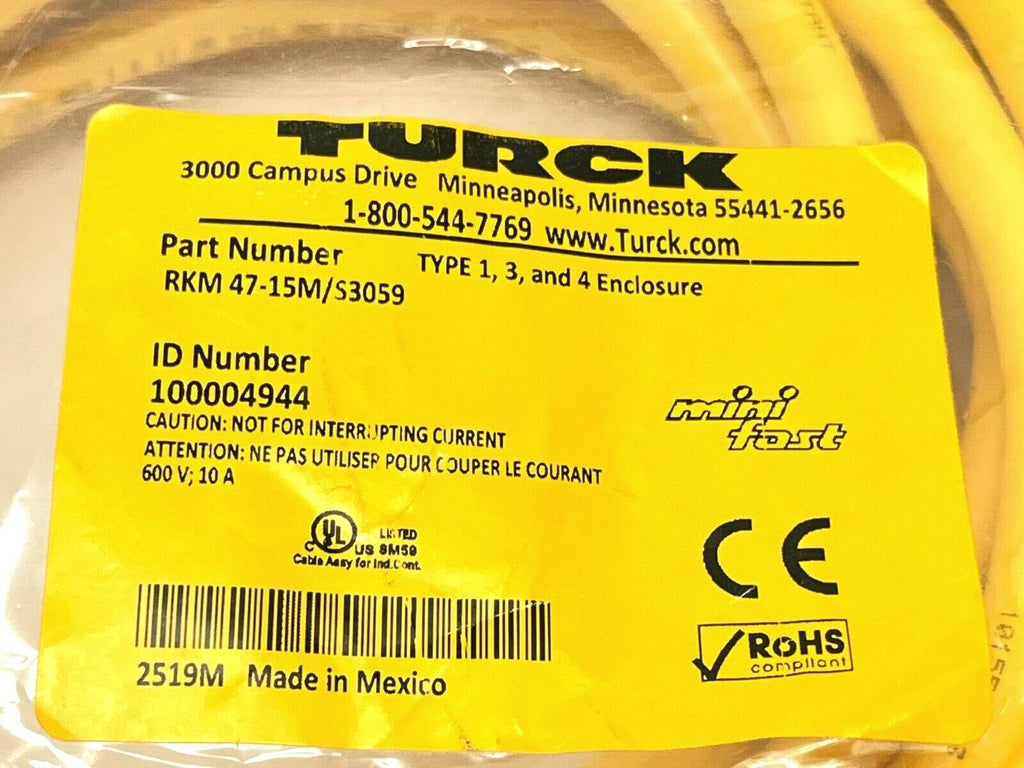 TURCK
3000 Campus Drive Minneapolis, Minnesota 55441-2656
1-800-544-7769 www.Turck.com
Part Number TYPE 1, 3, and 4 Enclosure
RKM 47-15M/S3059
ID Number
100004944
CAUTION: NOT FOR INTERRUPTING CURRENT
ATTENTION: NE PAS UTILISER POUR COUPER LE COURANT
600 V; 10 A
mini
fast
UL LISTED
C US 8M59
Cable Assy for Ind.Cont.
CE
RoHS
compliant
2519M Made in Mexico